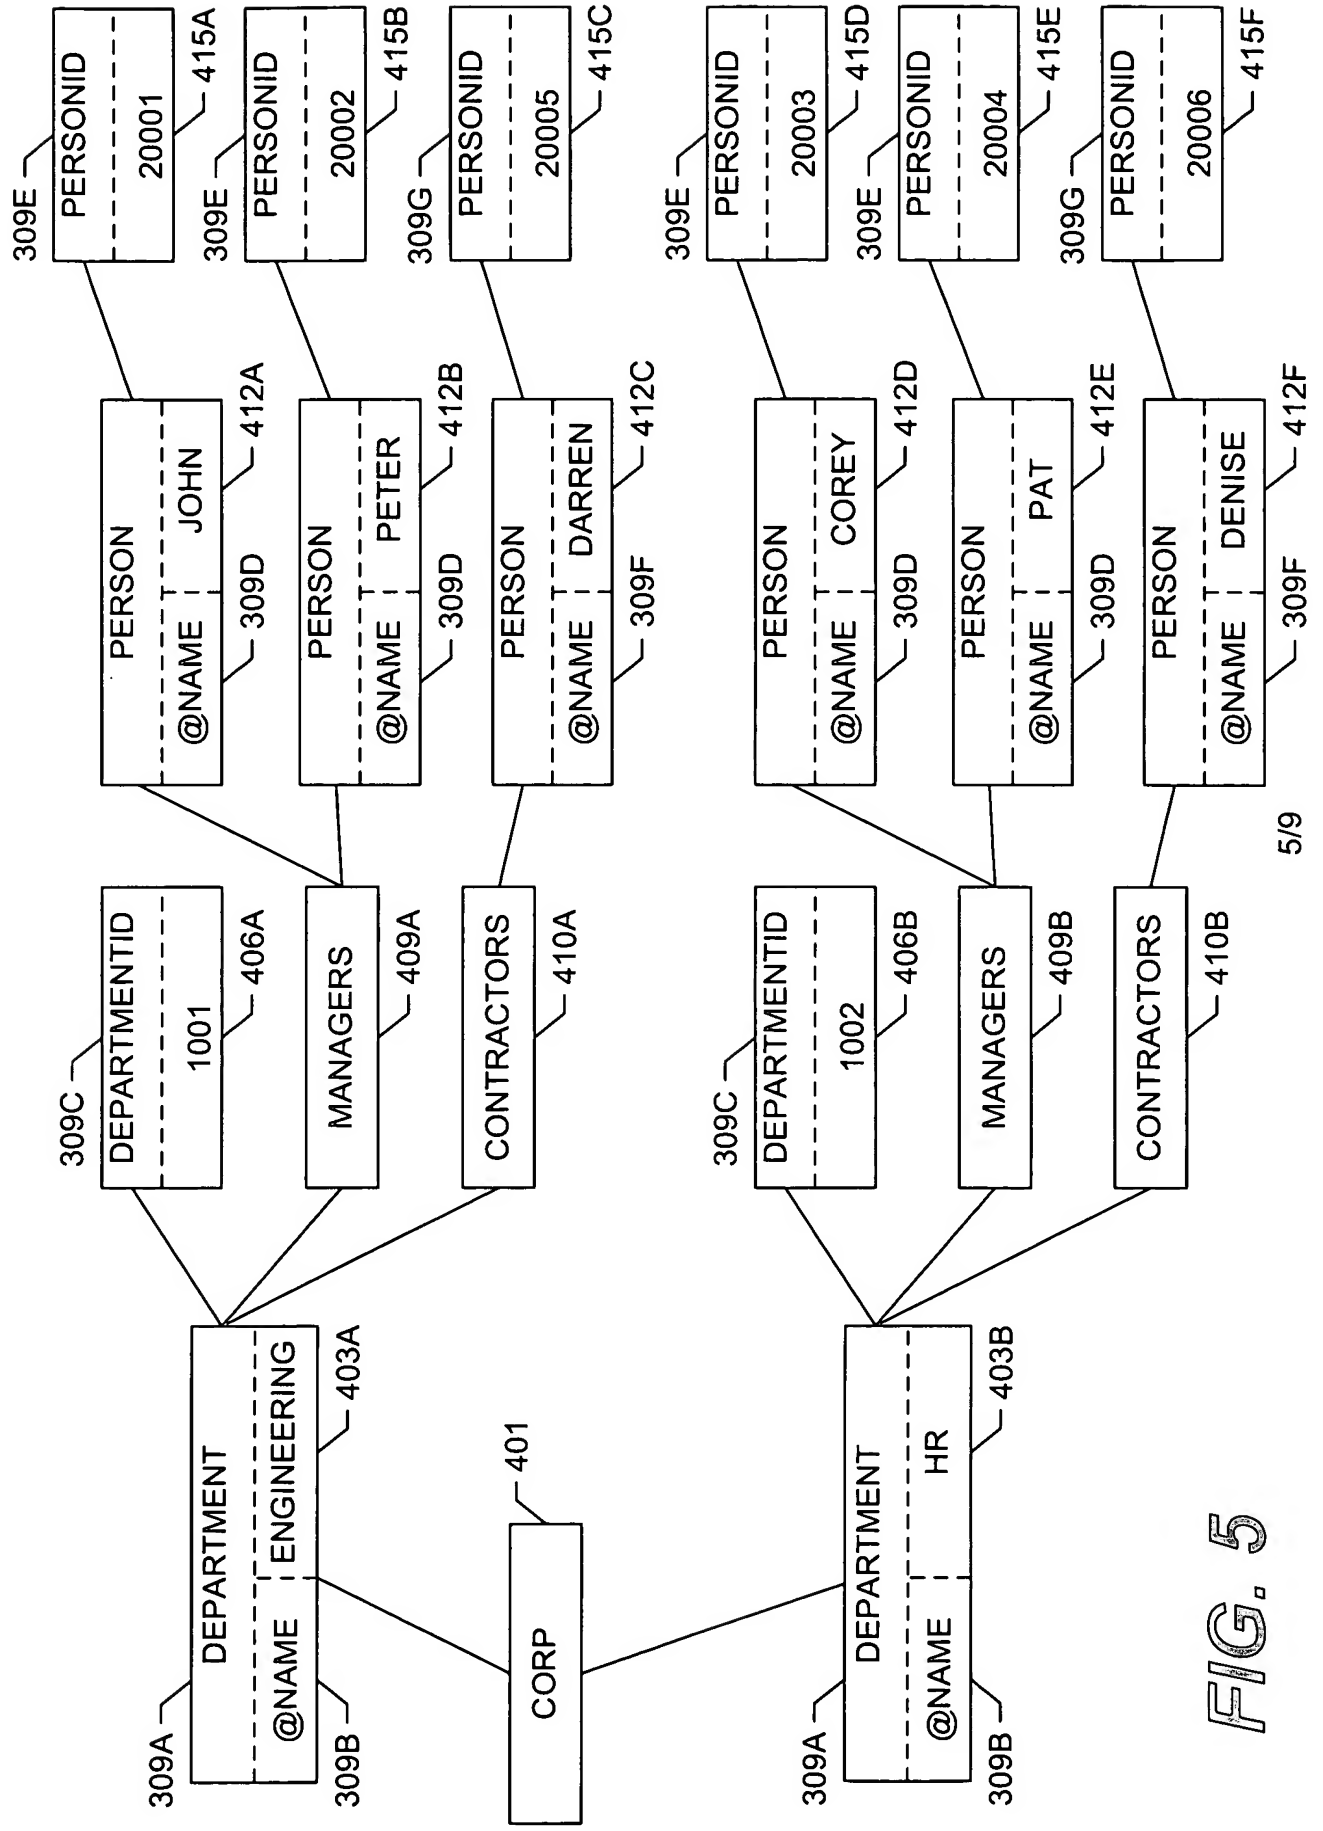 309A
DEPARTMENT
@NAME
ENGINEERING
309B
403A
CORP
401
309A
DEPARTMENT
@NAME
HR
309B
403B
309C
DEPARTMENTID
1001
406A
MANAGERS
409A
CONTRACTORS
410A
309C
DEPARTMENTID
1002
406B
MANAGERS
409B
CONTRACTORS
410B
PERSON
@NAME
JOHN
309D
412A
PERSON
@NAME
PETER
309D
412B
PERSON
@NAME
DARREN
309F
412C
PERSON
@NAME
COREY
309D
412D
PERSON
@NAME
PAT
309D
412E
PERSON
@NAME
DENISE
309F
412F
309E
PERSONID
20001
415A
309E
PERSONID
20002
415B
309G
PERSONID
20005
415C
309E
PERSONID
20003
415D
309E
PERSONID
20004
415E
309G
PERSONID
20006
415F
FIG. 5
5/9